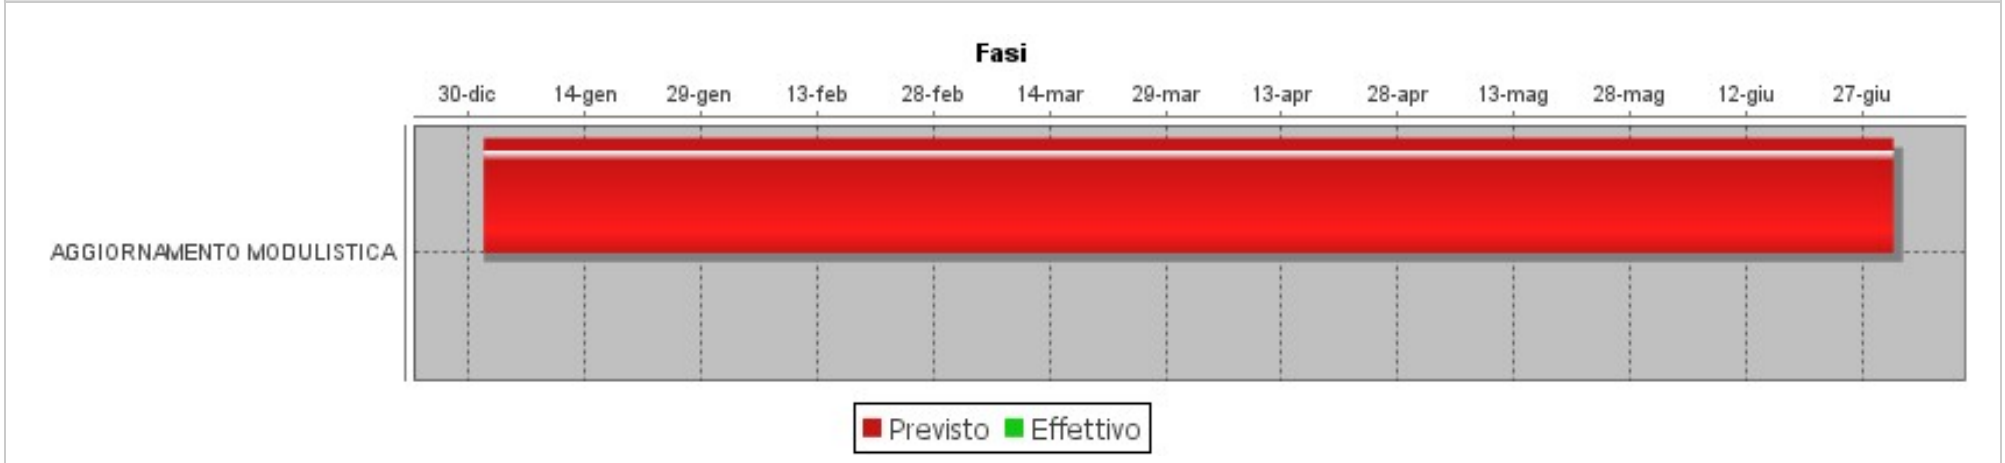 Fasi
30-dic 14-gen 29-gen 13-feb 28-feb 14-mar 29-mar 13-apr 28-apr 13-mag 28-mag 12-giu 27-giu
AGGIORNAMENTO MODULISTICA
Previsto Effettivo